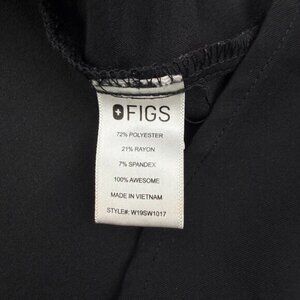 FIGS
72% POLYESTER
21% RAYON
7% SPANDEX
100% AWESOME
MADE IN VIETNAM
STYLE#: W19SW1017